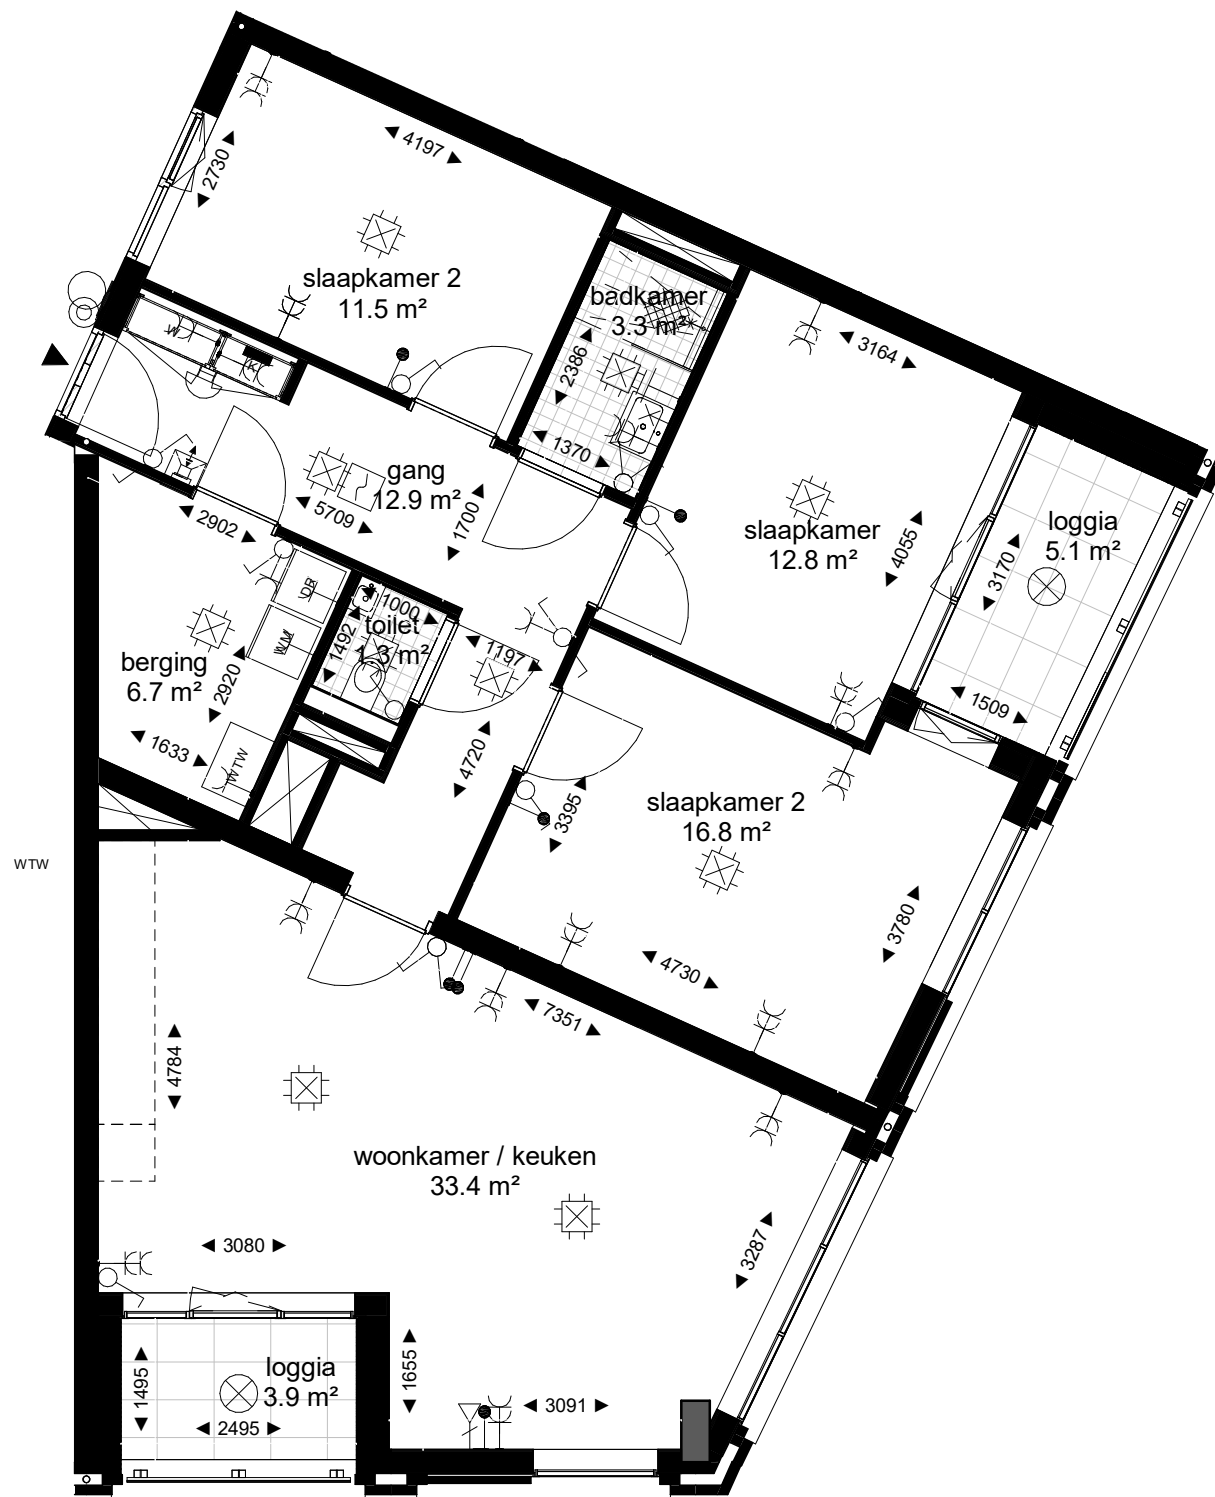 4197
2730
slaapkamer 2
11.5 m²
badkamer
3.3 m²
2386
1370
3164
gang
12.9 m²
5709
1700
2902
slaapkamer
12.8 m²
4055
loggia
5.1 m²
3170
1509
DR
WM
1000
toilet
1.3 m²
1492
1197
berging
6.7 m²
2920
1633
WTW
4720
slaapkamer 2
16.8 m²
3395
3780
4730
WTW
7351
4784
woonkamer / keuken
33.4 m²
3080
3287
loggia
3.9 m²
1495
2495
1655
3091